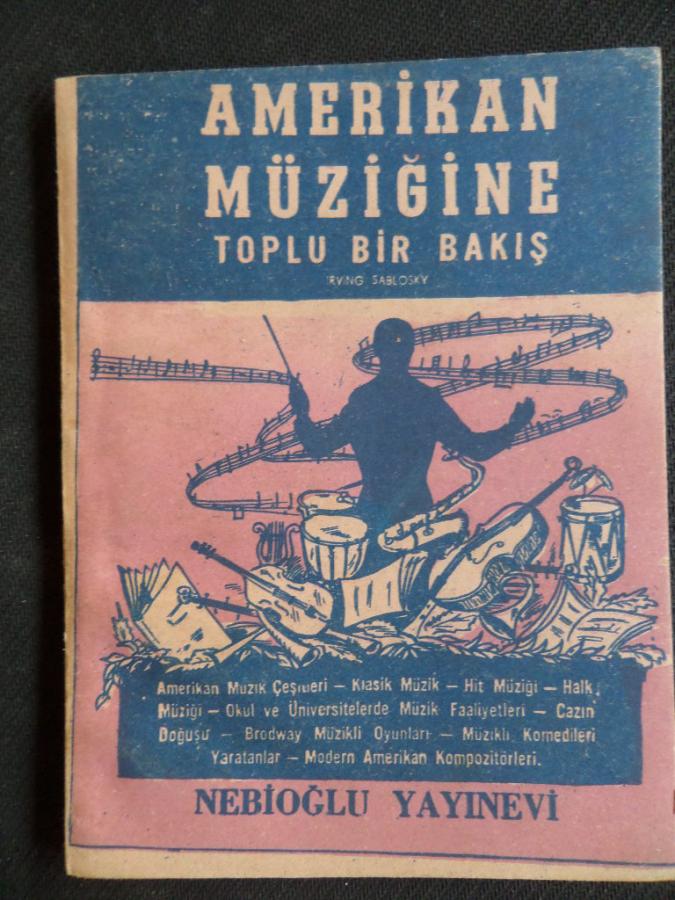 AMERİKAN
MÜZİĞİNE
TOPLU BİR BAKIŞ
IRVING SABLOSKY
Amerikan Müzik Çeşitleri — Klasik Müzik — Hit Müziği — Halk
Müziği — Okul ve Üniversitelerde Müzik Faaliyetleri — Cazın
Doğuşu — Brodway Müzikli Oyunları — Müzikli Komedileri
Yaratanlar — Modern Amerikan Kompozitörleri.
NEBİOĞLU YAYINEVİ